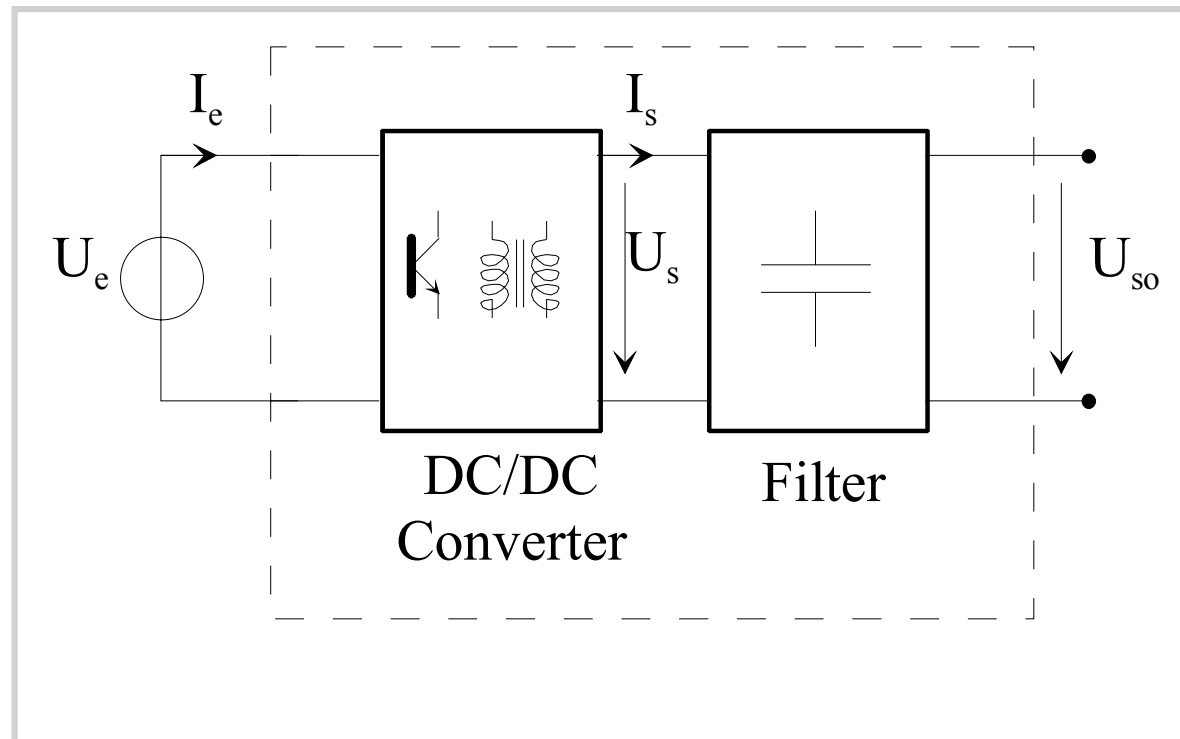 I_e
I_s
U_e
U_s
U_so
DC/DC
Converter
Filter